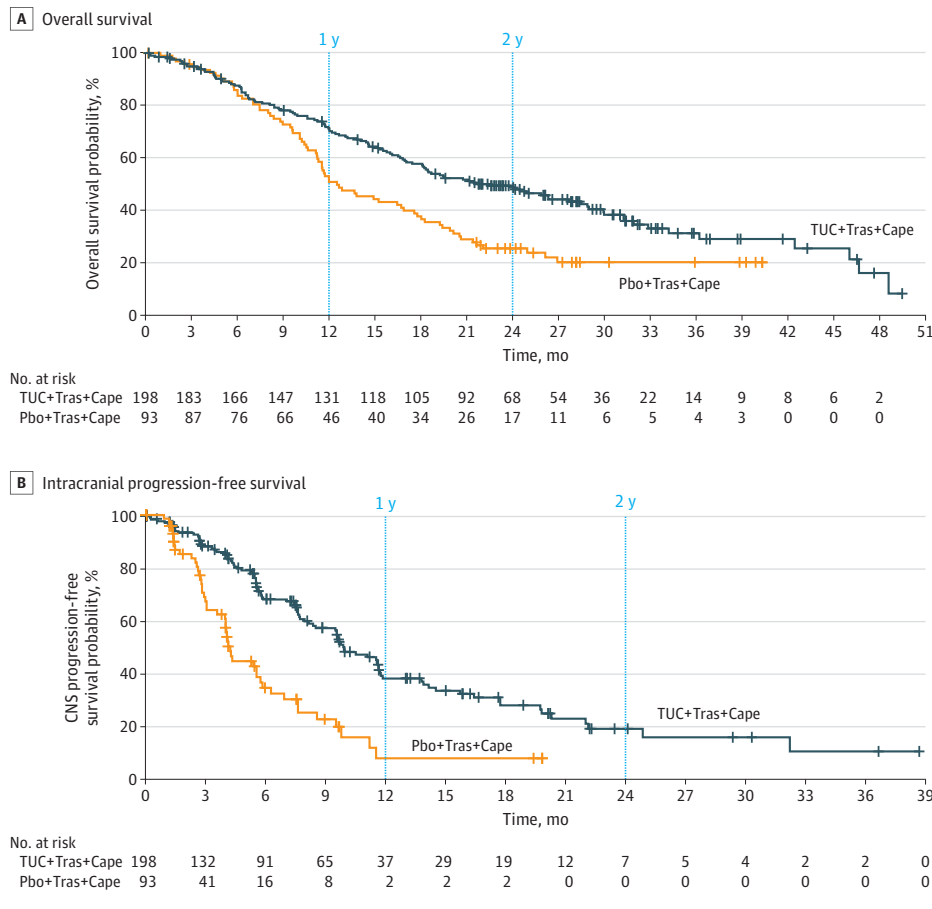 A Overall survival
1 y 2 y
100
80
60
40
20
0
Overall survival probability, %
TUC+Tras+Cape
Pbo+Tras+Cape
0 3 6 9 12 15 18 21 24 27 30 33 36 39 42 45 48 51
Time, mo
No. at risk
TUC+Tras+Cape 198 183 166 147 131 118 105 92 68 54 36 22 14 9 8 6 2
Pbo+Tras+Cape 93 87 76 66 46 40 34 26 17 11 6 5 4 3 0 0 0
B Intracranial progression-free survival
1 y 2 y
100
80
60
40
20
0
CNS progression-free
survival probability, %
TUC+Tras+Cape
Pbo+Tras+Cape
0 3 6 9 12 15 18 21 24 27 30 33 36 39
Time, mo
No. at risk
TUC+Tras+Cape 198 132 91 65 37 29 19 12 7 5 4 2 2 0
Pbo+Tras+Cape 93 41 16 8 2 2 2 0 0 0 0 0 0 0